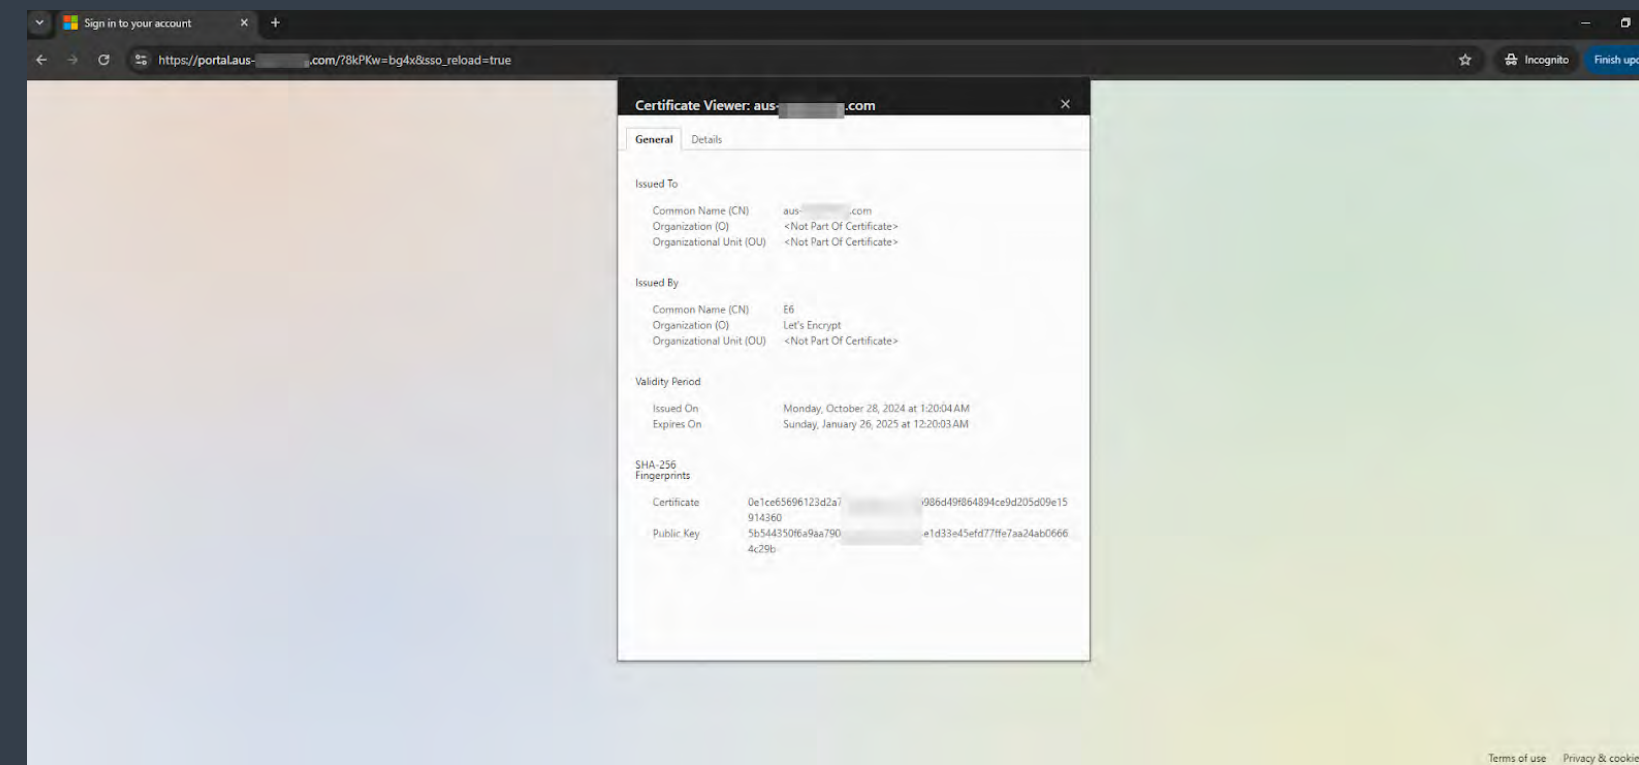 Sign in to your account
https://portal.aus- .com/?8kPKw=bg4x&sso_reload=true
Incognito
Finish upd
Certificate Viewer: aus- .com
General Details
Issued To
Common Name (CN) aus- .com
Organization (O) <Not Part Of Certificate>
Organizational Unit (OU) <Not Part Of Certificate>
Issued By
Common Name (CN) E6
Organization (O) Let's Encrypt
Organizational Unit (OU) <Not Part Of Certificate>
Validity Period
Issued On Monday, October 28, 2024 at 1:20:04 AM
Expires On Sunday, January 26, 2025 at 12:20:03 AM
SHA-256
Fingerprints
Certificate 0e1ce65696123d2a7 986d49f864894ce9d205d09e15
914360
Public Key 5b544350f6a9aa790 e1d33e45efd77ffe7aa24ab0666
4c29b
Terms of use Privacy & cookie